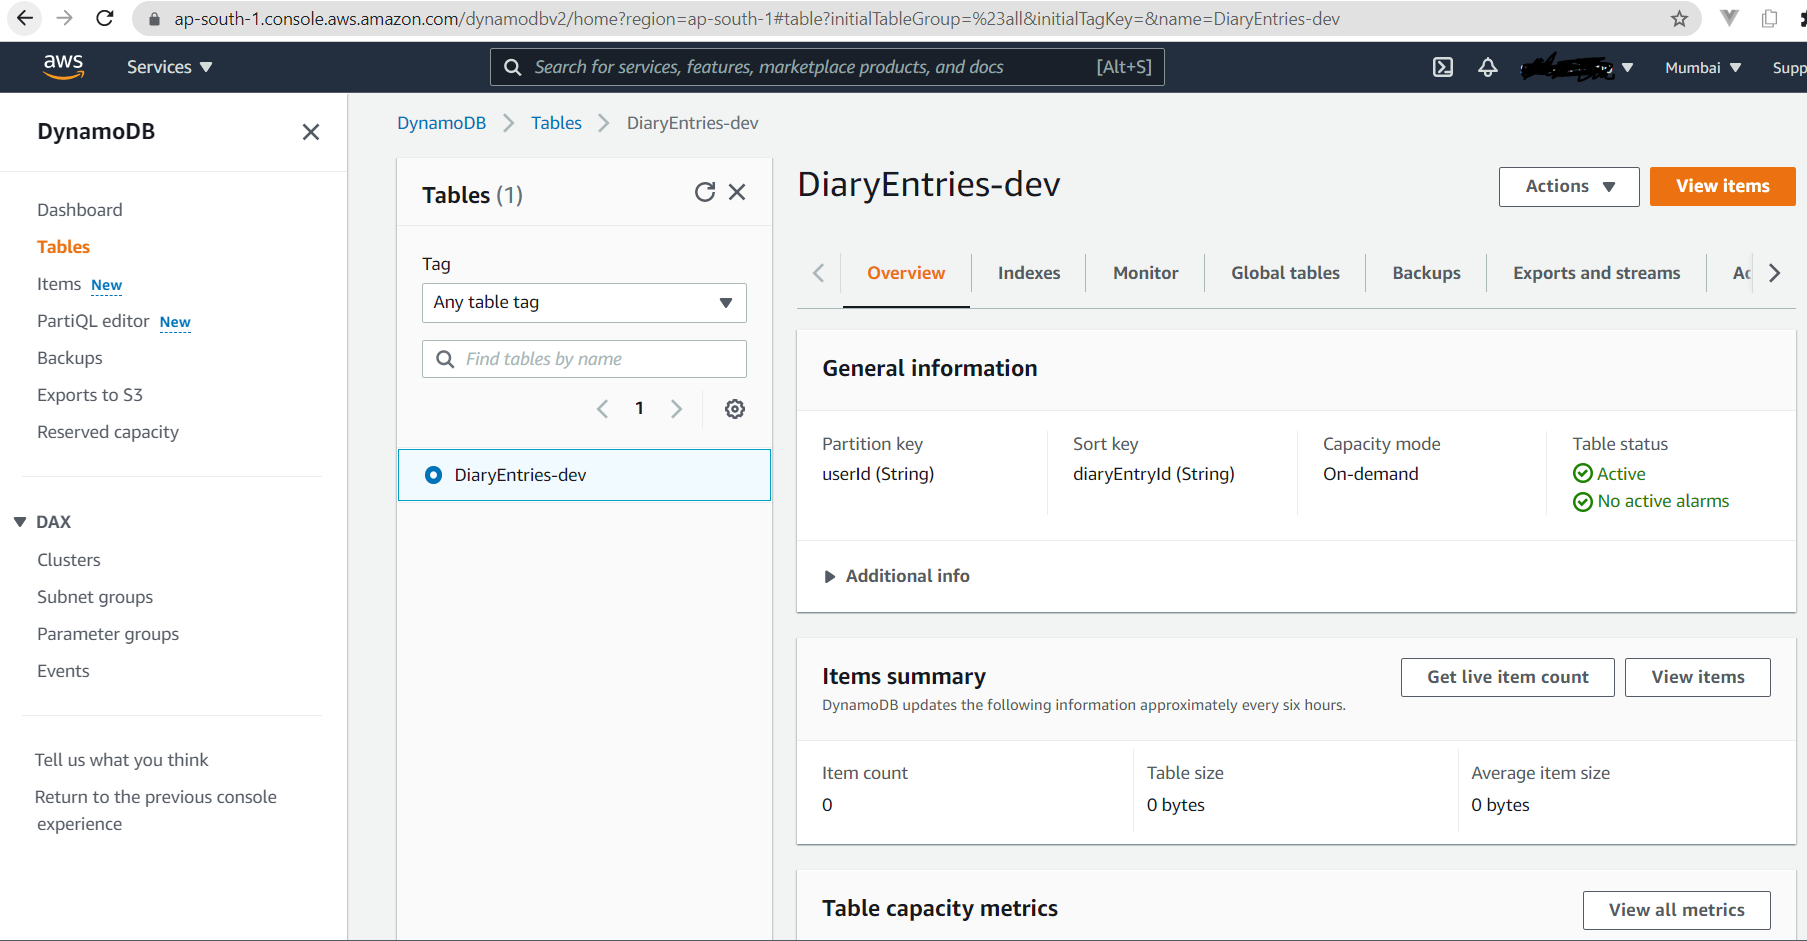 ap-south-1.console.aws.amazon.com/dynamodbv2/home?region=ap-south-1#table?initialTableGroup=%23all&initialTagKey=&name=DiaryEntries-dev
aws Services Search for services, features, marketplace products, and docs [Alt+S] Mumbai Supp
DynamoDB
Dashboard
Tables
Items New
PartiQL editor New
Backups
Exports to S3
Reserved capacity
DAX
Clusters
Subnet groups
Parameter groups
Events
Tell us what you think
Return to the previous console
experience
DynamoDB Tables DiaryEntries-dev
Tables (1)
Tag
Any table tag
Find tables by name
1
DiaryEntries-dev
DiaryEntries-dev
Actions View items
Overview Indexes Monitor Global tables Backups Exports and streams Ac
General information
Partition key
userId (String)
Sort key
diaryEntryId (String)
Capacity mode
On-demand
Table status
Active
No active alarms
Additional info
Items summary
Get live item count View items
DynamoDB updates the following information approximately every six hours.
Item count
0
Table size
0 bytes
Average item size
0 bytes
Table capacity metrics
View all metrics